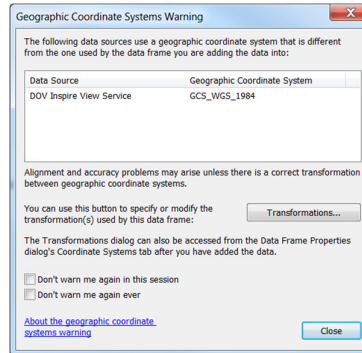 Geographic Coordinate Systems Warning
The following data sources use a geographic coordinate system that is different
from the one used by the data frame you are adding the data into:
Data Source Geographic Coordinate System
DOV Inspire View Service GCS_WGS_1984
Alignment and accuracy problems may arise unless there is a correct transformation
between geographic coordinate systems.
You can use this button to specify or modify the
transformation(s) used by this data frame:
Transformations...
The Transformations dialog can also be accessed from the Data Frame Properties
dialog's Coordinate Systems tab after you have added the data.
Don't warn me again in this session
Don't warn me again ever
About the geographic coordinate
systems warning
Close